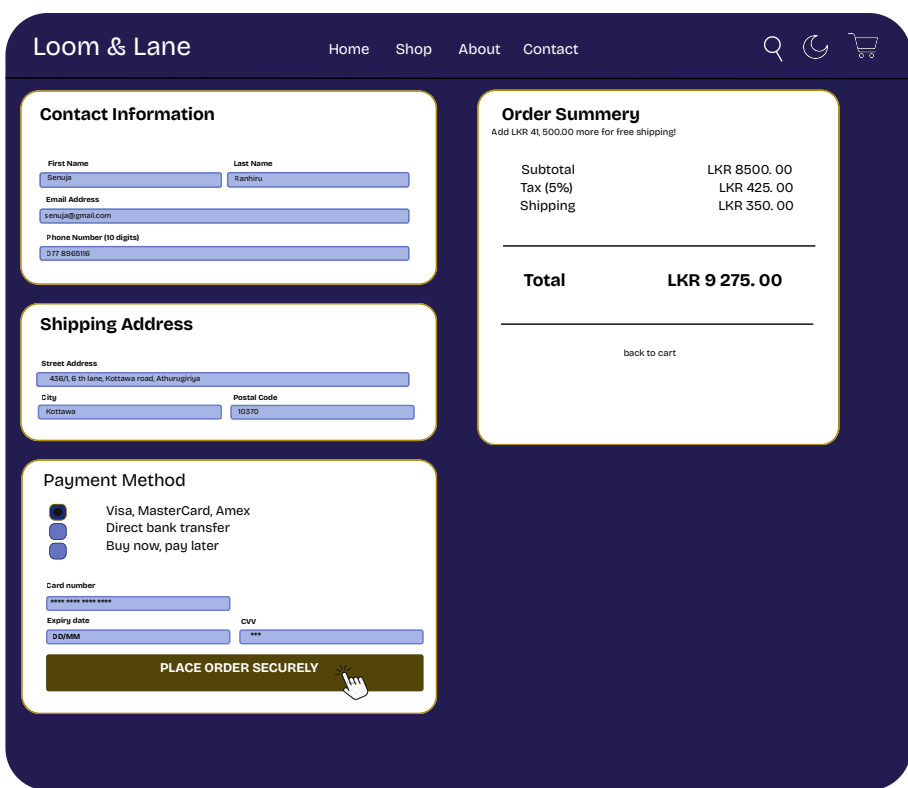 Loom & Lane
Home Shop About Contact
Contact Information
First Name Last Name
Senuja Ranhiru
Email Address
senuja@gmail.com
Phone Number (10 digits)
077 8965116
Shipping Address
Street Address
436/1, 6 th lane, Kottawa road, Athurugiriya
City Postal Code
Kottawa 10370
Payment Method
Visa, MasterCard, Amex
Direct bank transfer
Buy now, pay later
Card number
**** **** **** ****
Expiry date CVV
DD/MM ***
PLACE ORDER SECURELY
Order Summery
Add LKR 41, 500.00 more for free shipping!
Subtotal LKR 8500. 00
Tax (5%) LKR 425. 00
Shipping LKR 350. 00
Total LKR 9 275. 00
back to cart